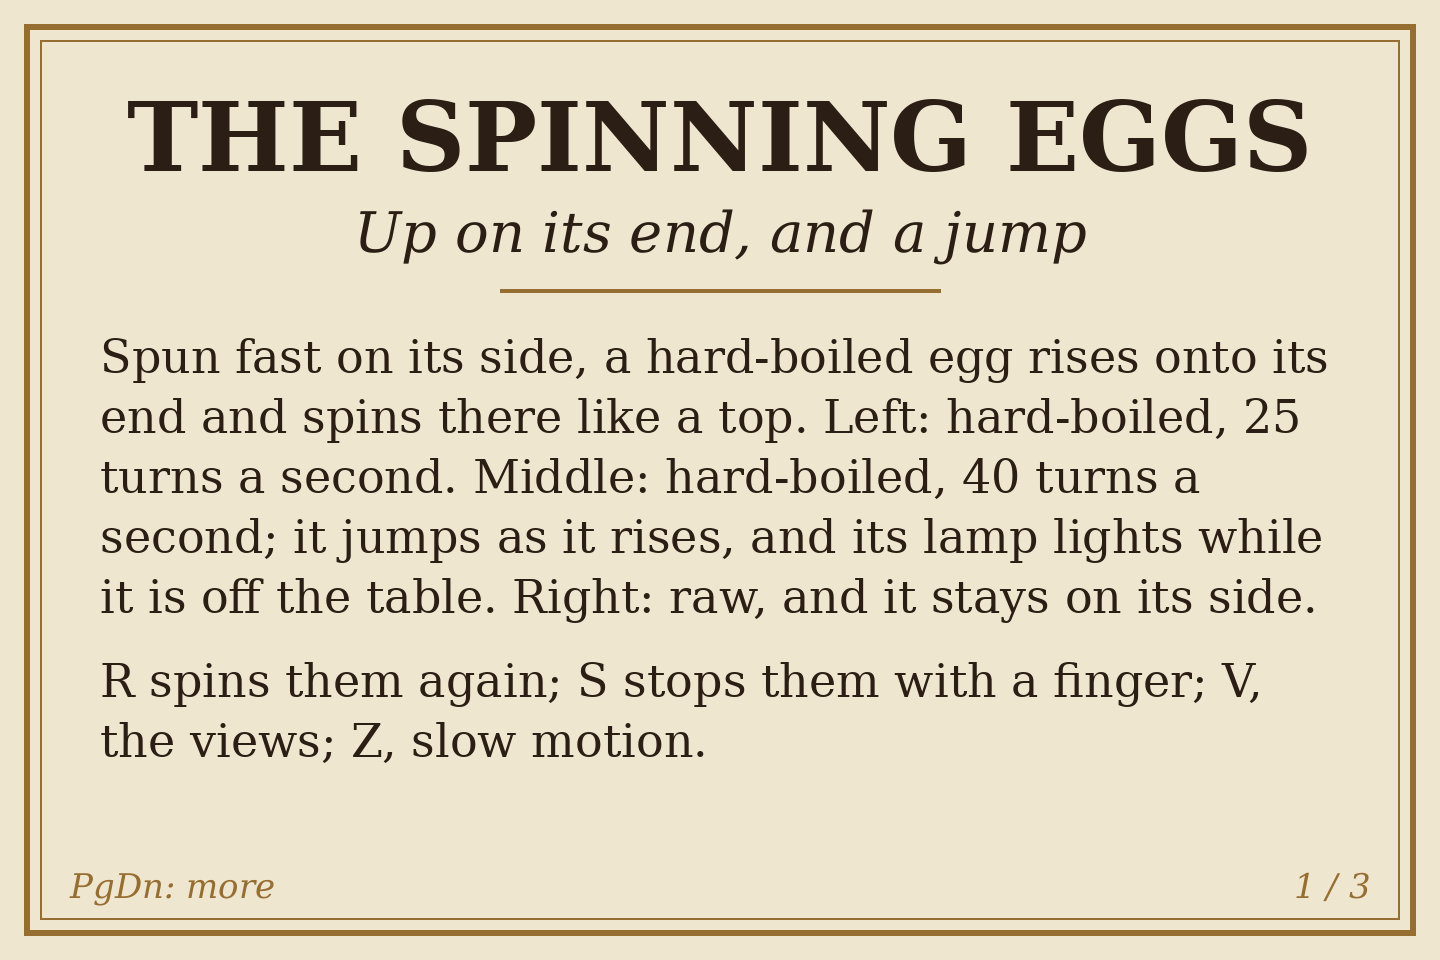 THE SPINNING EGGS
Up on its end, and a jump
Spun fast on its side, a hard-boiled egg rises onto its
end and spins there like a top. Left: hard-boiled, 25
turns a second. Middle: hard-boiled, 40 turns a
second; it jumps as it rises, and its lamp lights while
it is off the table. Right: raw, and it stays on its side.
R spins them again; S stops them with a finger; V,
the views; Z, slow motion.
PgDn: more
1 / 3